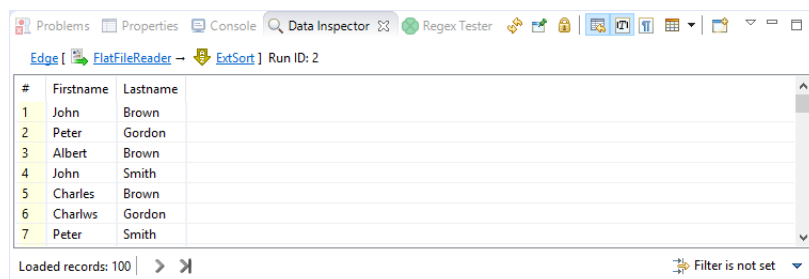 Problems Properties Console Data Inspector Regex Tester
Edge [ FlatFileReader → ExtSort ] Run ID: 2
# Firstname Lastname
1 John Brown
2 Peter Gordon
3 Albert Brown
4 John Smith
5 Charles Brown
6 Charlws Gordon
7 Peter Smith
Loaded records: 100 Filter is not set